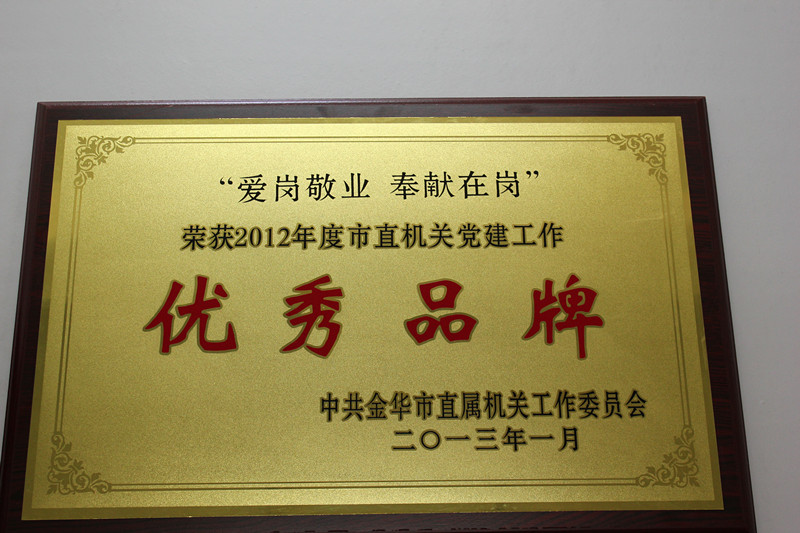 “爱岗敬业 奉献在岗”
荣获2012年度市直机关党建工作
优秀品牌
中共金华市直属机关工作委员会
二〇一三年一月